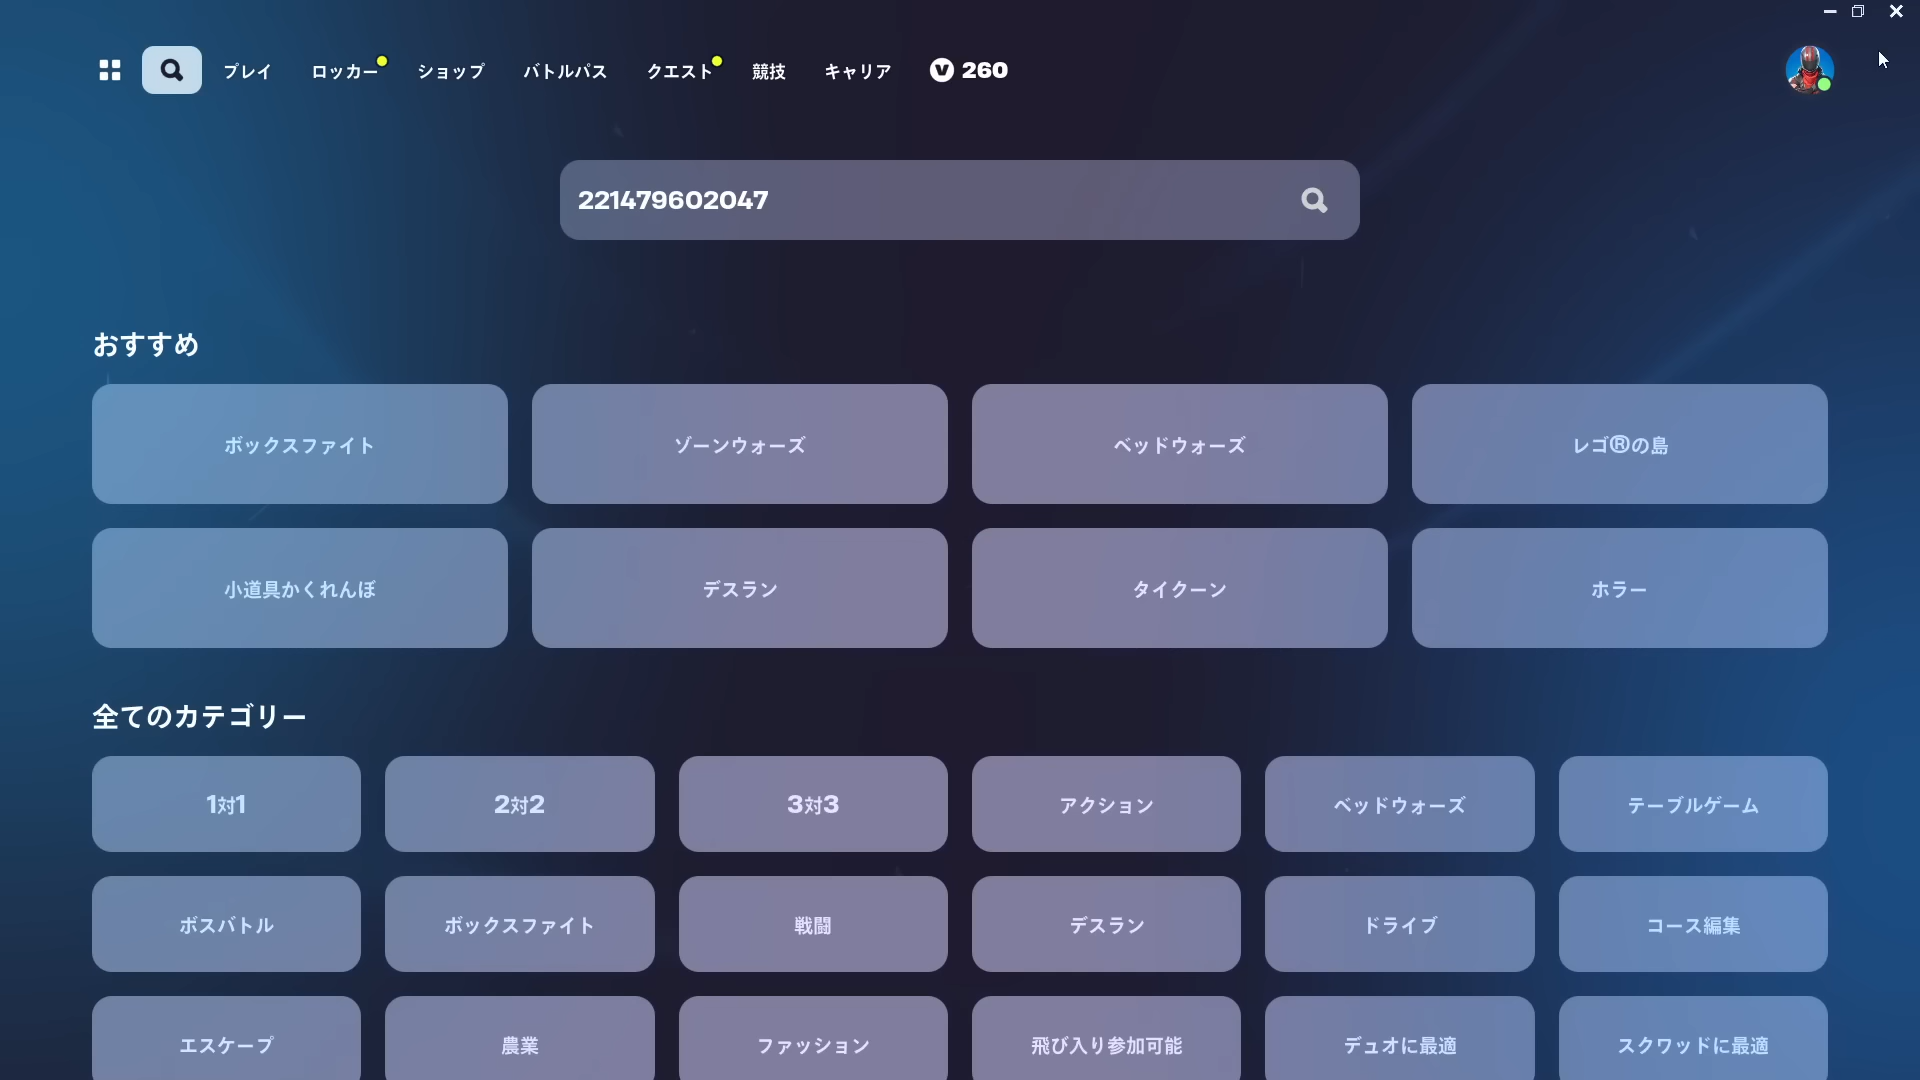 プレイ ロッカー ショップ バトルパス クエスト 競技 キャリア V 260
221479602047
おすすめ
ボックスファイト ゾーンウォーズ ベッドウォーズ レゴ®の島
小道具かくれんぼ デスラン タイクーン ホラー
全てのカテゴリー
1対1 2対2 3対3 アクション ベッドウォーズ テーブルゲーム
ボスバトル ボックスファイト 戦闘 デスラン ドライブ コース編集
エスケープ 農業 ファッション 飛び入り参加可能 デュオに最適 スクワッドに最適